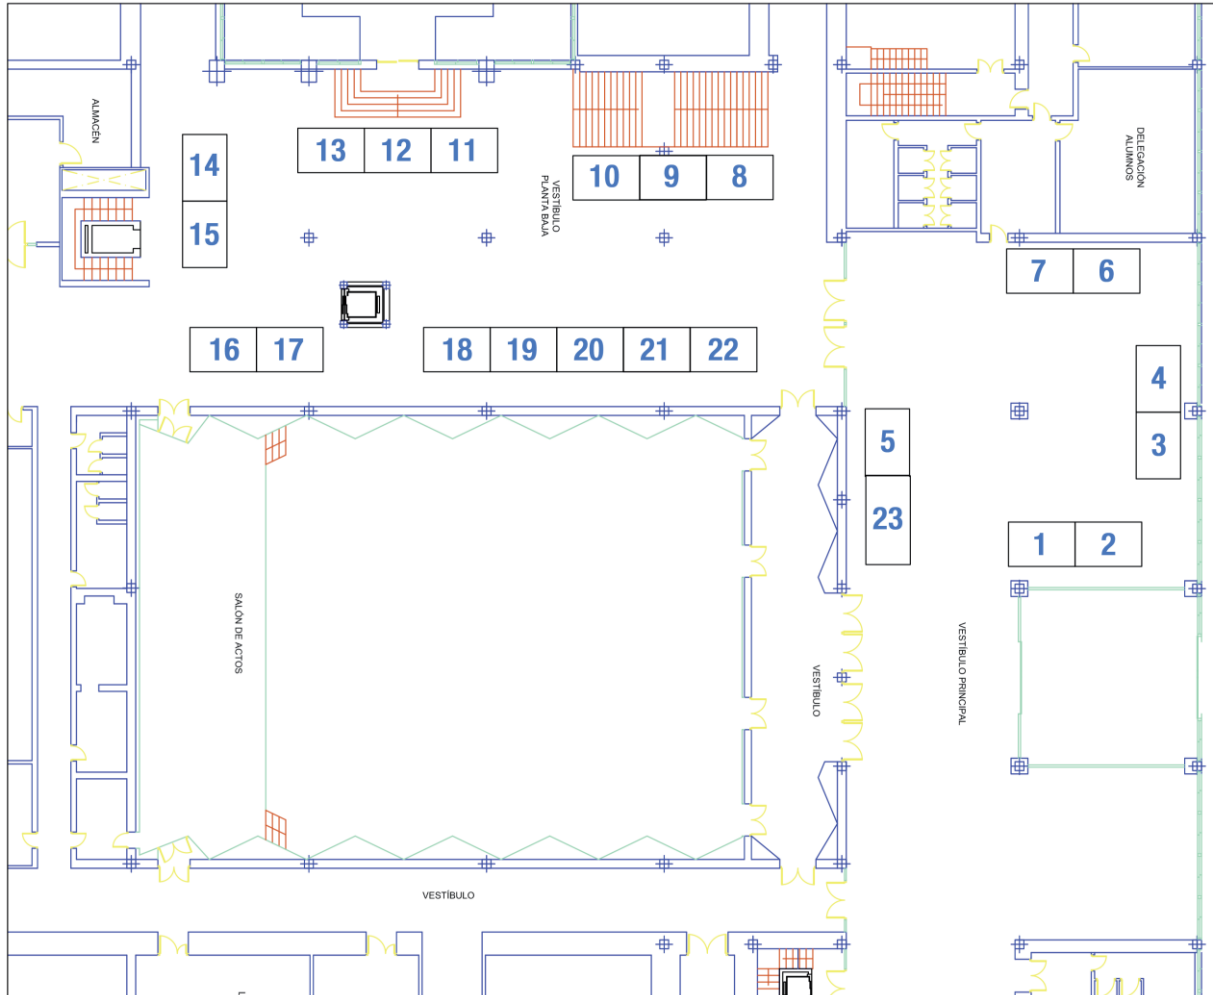 ALMACÉN
14
15
13 12 11
VESTÍBULO
PLANTA BAJA
10 9 8
DELEGACIÓN
ALUMNOS
7 6
16 17
18 19 20 21 22
4
3
5
23
1 2
SALÓN DE ACTOS
VESTÍBULO
VESTÍBULO PRINCIPAL
VESTÍBULO